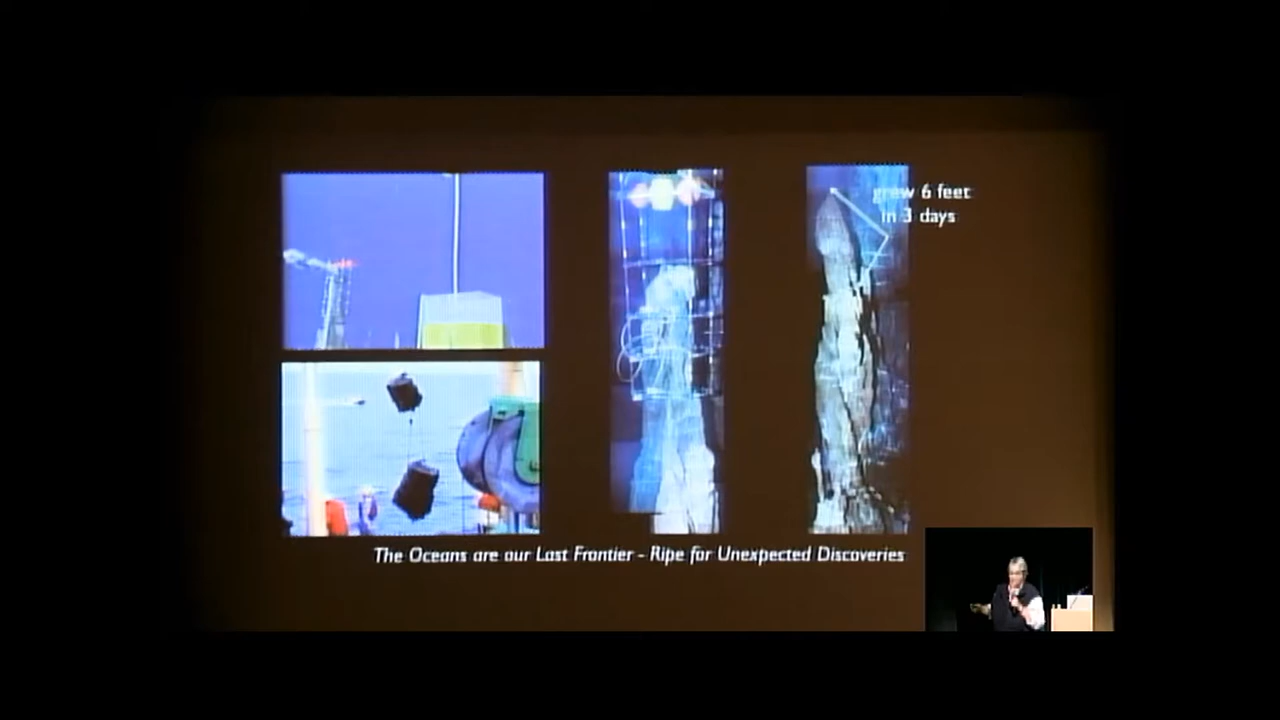 grew 6 feet
in 3 days
The Oceans are our Last Frontier - Ripe for Unexpected Discoveries